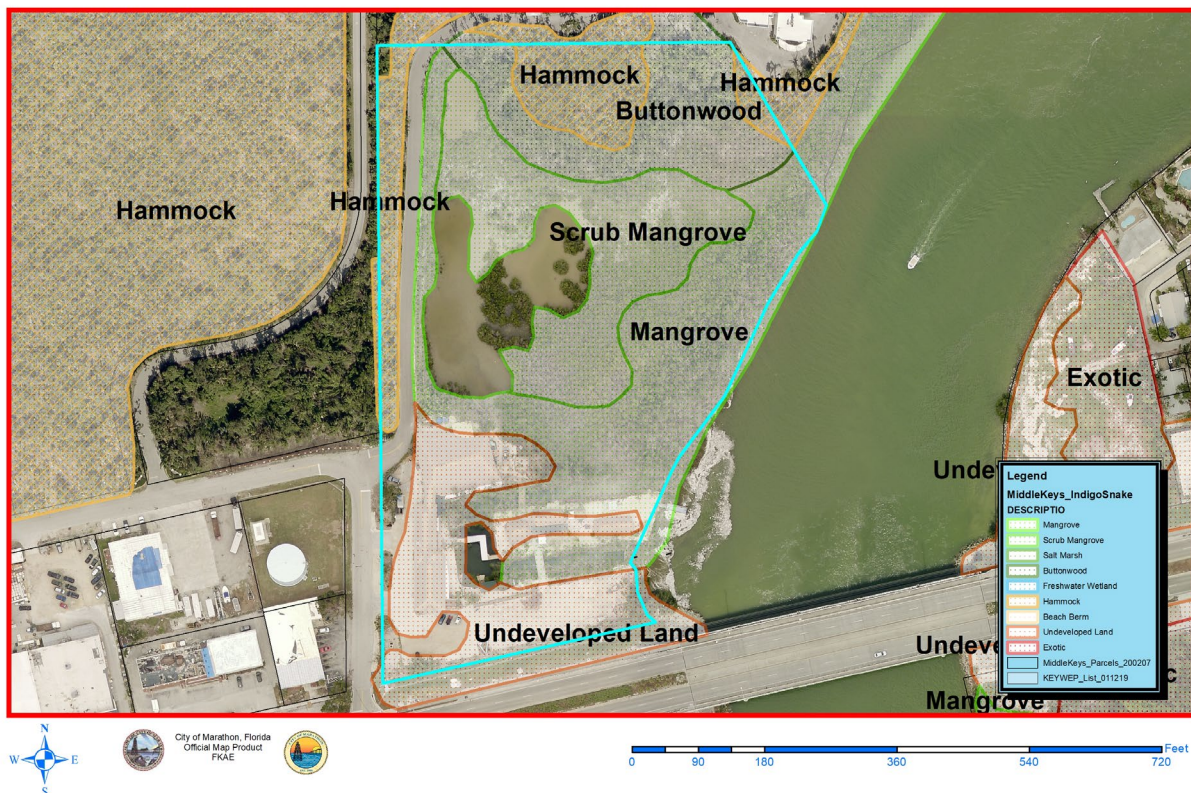 Hammock
Hammock
Buttonwood
Hammock
Hammock
Scrub Mangrove
Mangrove
Exotic
Undev
Undeveloped Land
Undeve
c
Mangrove
Legend
MiddleKeys_IndigoSnake
DESCRIPTIO
Mangrove
Scrub Mangrove
Salt Marsh
Buttonwood
Freshwater Wetland
Hammock
Beach Berm
Undeveloped Land
Exotic
MiddleKeys_Parcels_200207
KEYWEP_List_011219
N
W E
S
City of Marathon, Florida
Official Map Product
FKAE
Feet
0 90 180 360 540 720